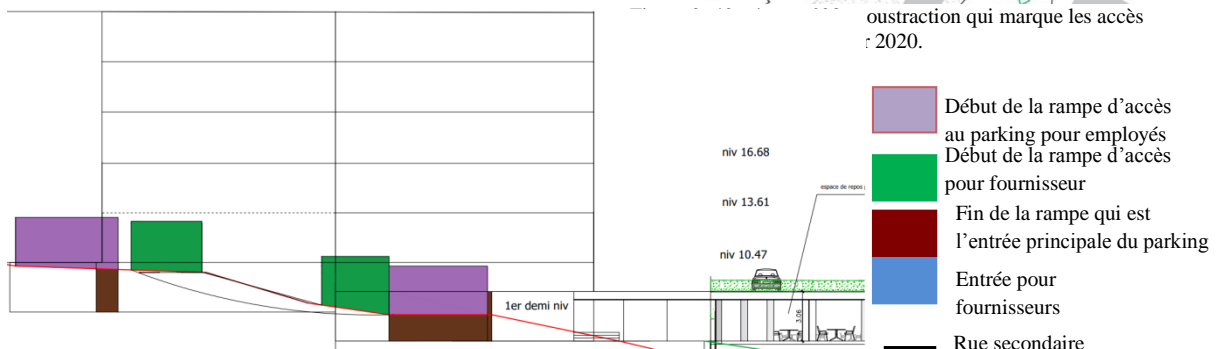 oustraction qui marque les accès
r 2020.
Début de la rampe d’accès
au parking pour employés
Début de la rampe d’accès
pour fournisseur
Fin de la rampe qui est
l’entrée principale du parking
Entrée pour
fournisseurs
Rue secondaire
niv 16.68
espace de repos
niv 13.61
niv 10.47
1er demi niv
3.06